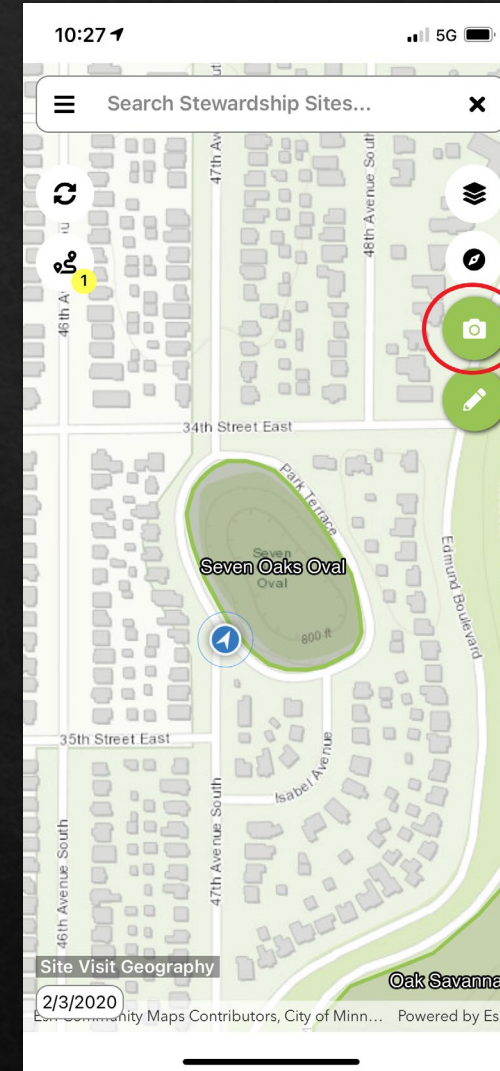 10:27
5G
Search Stewardship Sites...
47th Av
48th Avenue South
46th A
1
34th Street East
Park Terrace
Seven
Oval
Seven Oaks Oval
800 ft
Edmund Boulevard
35th Street East
Isabel Avenue
46th Avenue South
47th Avenue South
Site Visit Geography
2/3/2020
Oak Savanna
Esri Community Maps Contributors, City of Minn...
Powered by Es